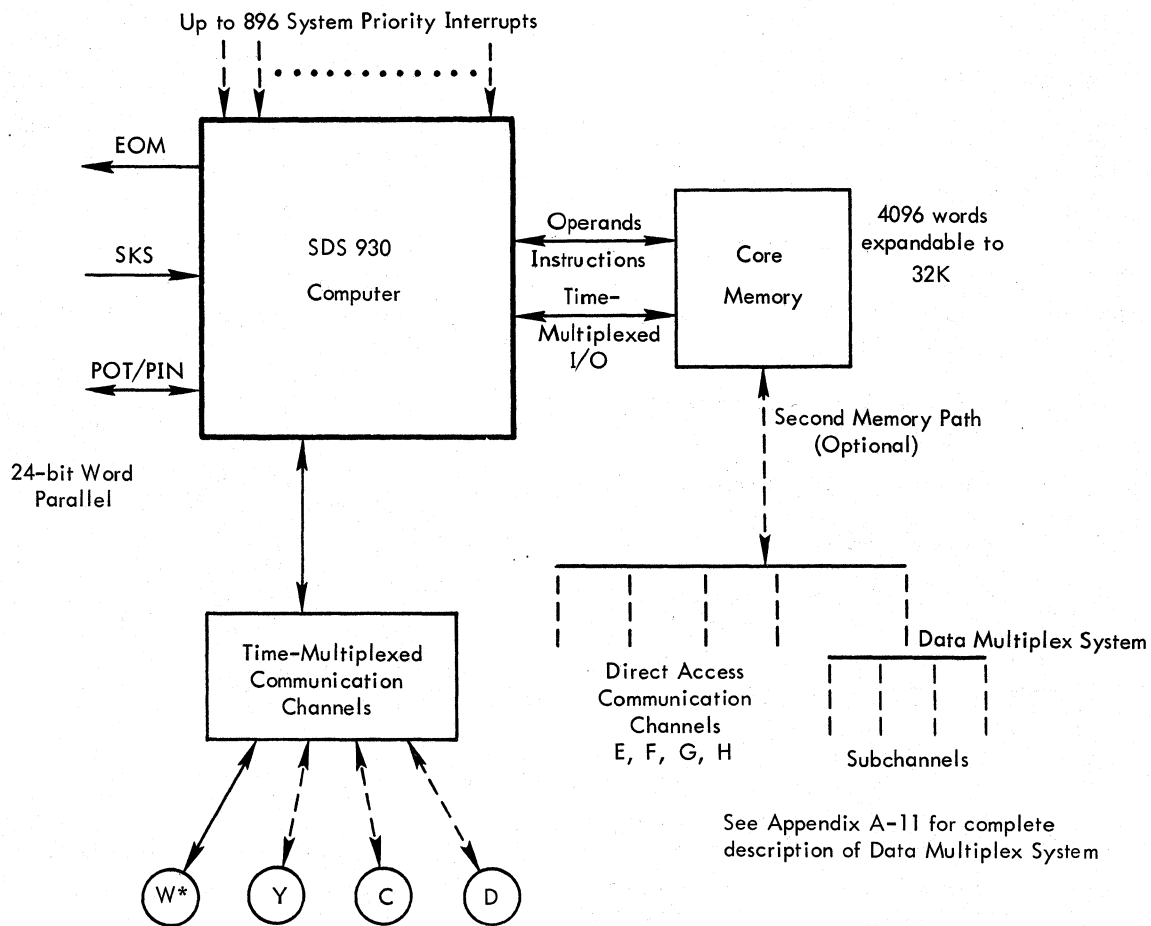 Up to 896 System Priority Interrupts
EOM
SKS
POT/PIN
24-bit Word
Parallel
SDS 930
Computer
Operands
Instructions
Time-
Multiplexed
I/O
Core
Memory
4096 words
expandable to
32K
Second Memory Path
(Optional)
Time-Multiplexed
Communication
Channels
W*
Y
C
D
Direct Access
Communication
Channels
E, F, G, H
Data Multiplex System
Subchannels
See Appendix A-11 for complete
description of Data Multiplex System